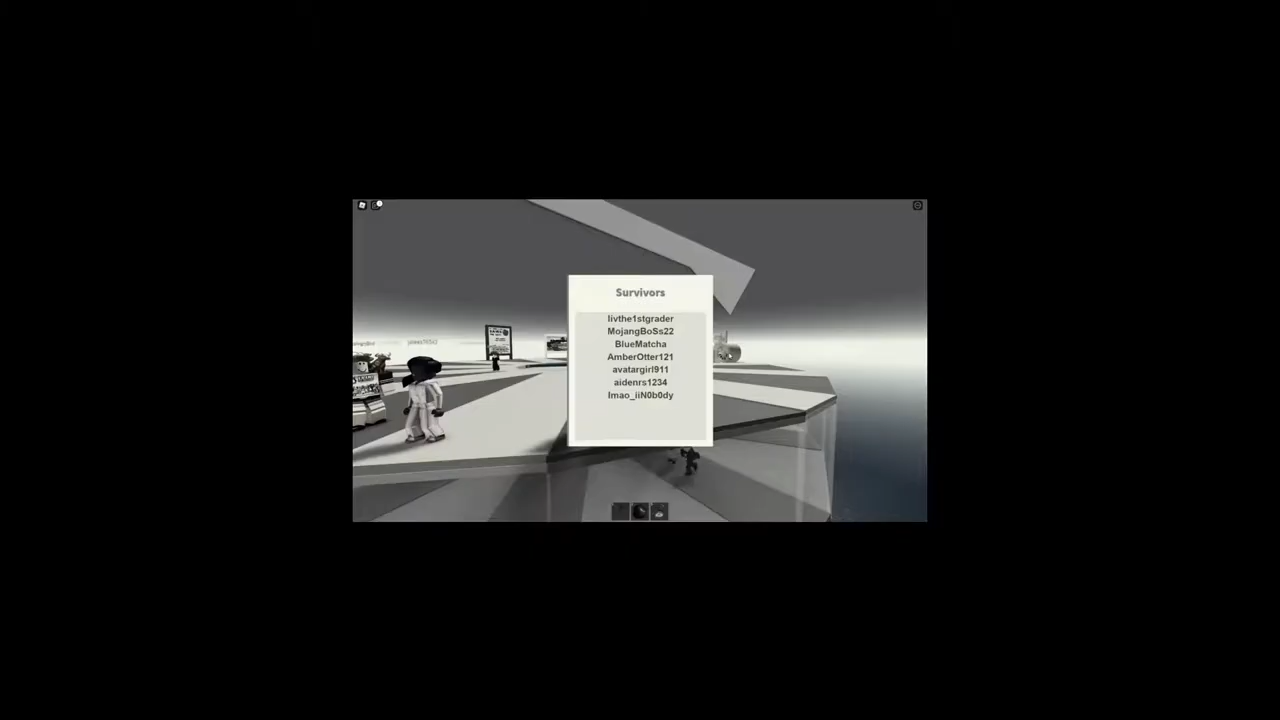 Survivors
livthe1stgrader
MojangBoSs22
BlueMatcha
AmberOtter121
avatargirl911
aidenrs1234
lmao_iiN0b0dy